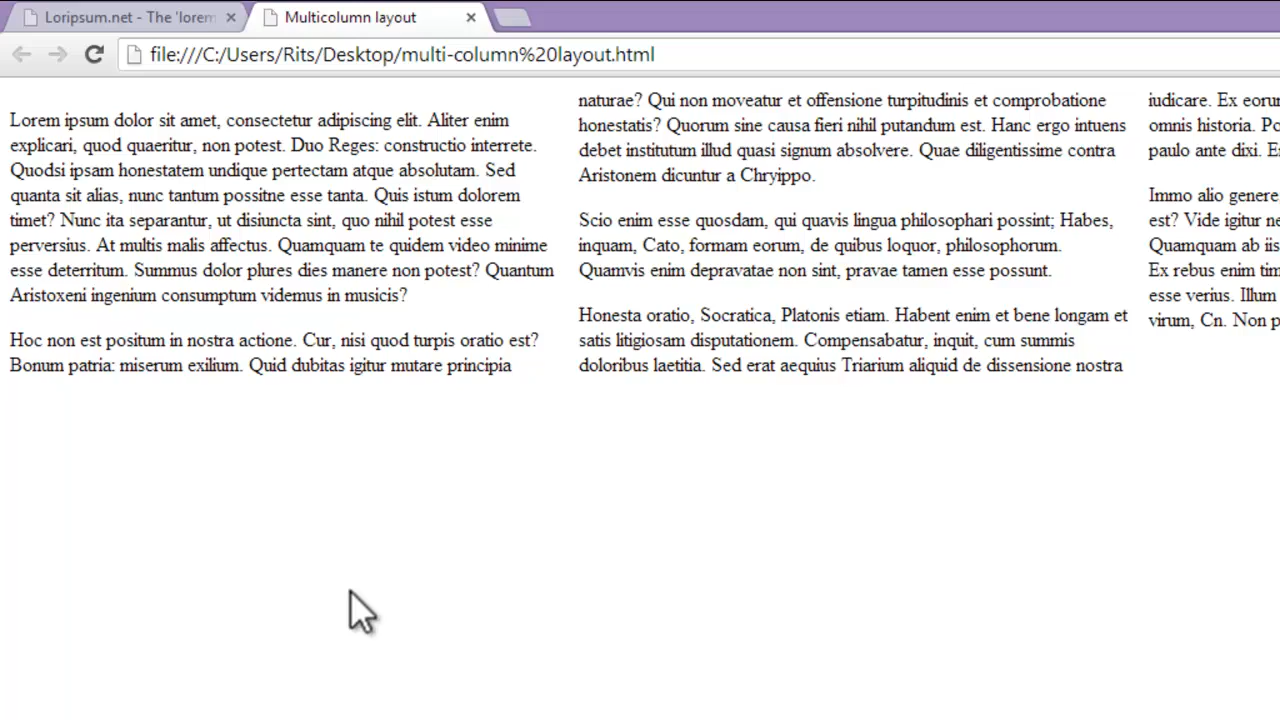 Loripsum.net - The 'lorem
Multicolumn layout
file:///C:/Users/Rits/Desktop/multi-column%20layout.html
Lorem ipsum dolor sit amet, consectetur adipiscing elit. Aliter enim
explicari, quod quaeritur, non potest. Duo Reges: constructio interrete.
Quodsi ipsam honestatem undique pertectam atque absolutam. Sed
quanta sit alias, nunc tantum possitne esse tanta. Quis istum dolorem
timet? Nunc ita separantur, ut disiuncta sint, quo nihil potest esse
perversius. At multis malis affectus. Quamquam te quidem video minime
esse deterritum. Summus dolor plures dies manere non potest? Quantum
Aristoxeni ingenium consumptum videmus in musicis?
Hoc non est positum in nostra actione. Cur, nisi quod turpis oratio est?
Bonum patria: miserum exilium. Quid dubitas igitur mutare principia
naturae? Qui non moveatur et offensione turpitudinis et comprobatione
honestatis? Quorum sine causa fieri nihil putandum est. Hanc ergo intuens
debet institutum illud quasi signum absolvere. Quae diligentissime contra
Aristonem dicuntur a Chryippo.
Scio enim esse quosdam, qui quavis lingua philosophari possint; Habes,
inquam, Cato, formam eorum, de quibus loquor, philosophorum.
Quamvis enim depravatae non sint, pravae tamen esse possunt.
Honesta oratio, Socratica, Platonis etiam. Habent enim et bene longam et
satis litigiosam disputationem. Compensabatur, inquit, cum summis
doloribus laetitia. Sed erat aequius Triarium aliquid de dissensione nostra
iudicare. Ex eorum
omnis historia. Po
paulo ante dixi. E
Immo alio genere
est? Vide igitur ne
Quamquam ab iis
Ex rebus enim tim
esse verius. Illum
virum, Cn. Non p